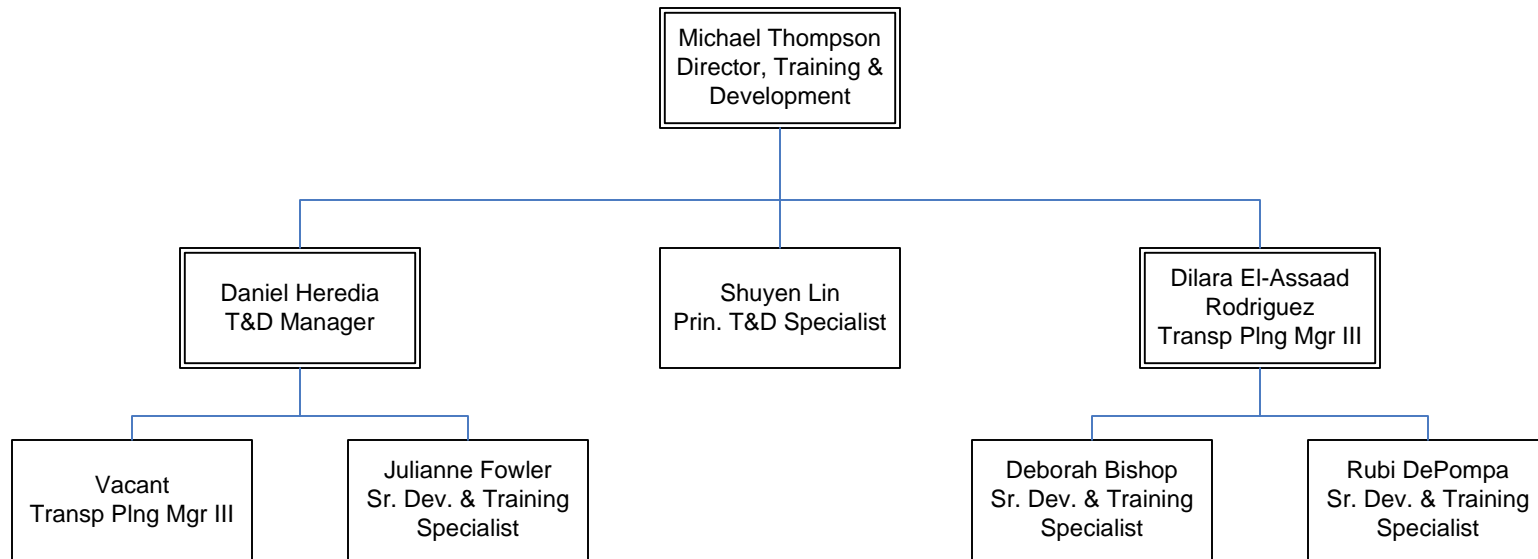 Michael Thompson
Director, Training &
Development
Daniel Heredia
T&D Manager
Shuyen Lin
Prin. T&D Specialist
Dilara El-Assaad
Rodriguez
Transp Plng Mgr III
Vacant
Transp Plng Mgr III
Julianne Fowler
Sr. Dev. & Training
Specialist
Deborah Bishop
Sr. Dev. & Training
Specialist
Rubi DePompa
Sr. Dev. & Training
Specialist